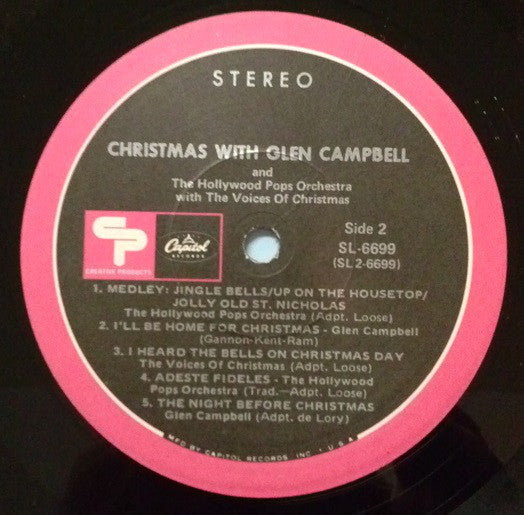 STEREO
CHRISTMAS WITH GLEN CAMPBELL
and
The Hollywood Pops Orchestra
with The Voices Of Christmas
Side 2
SL-6699
(SL2-6699)
CP
CREATIVE PRODUCTS
Capitol
RECORDS
1. MEDLEY: JINGLE BELLS/UP ON THE HOUSETOP/
JOLLY OLD ST. NICHOLAS
The Hollywood Pops Orchestra (Adpt. Loose)
2. I'LL BE HOME FOR CHRISTMAS - Glen Campbell
(Gannon-Kent-Ram)
3. I HEARD THE BELLS ON CHRISTMAS DAY
The Voices Of Christmas (Adpt. Loose)
4. ADESTE FIDELES - The Hollywood
Pops Orchestra (Trad.-Adpt. Loose)
5. THE NIGHT BEFORE CHRISTMAS
Glen Campbell (Adpt. de Lory)
MFD BY CAPITOL RECORDS, INC. • U.S.A.